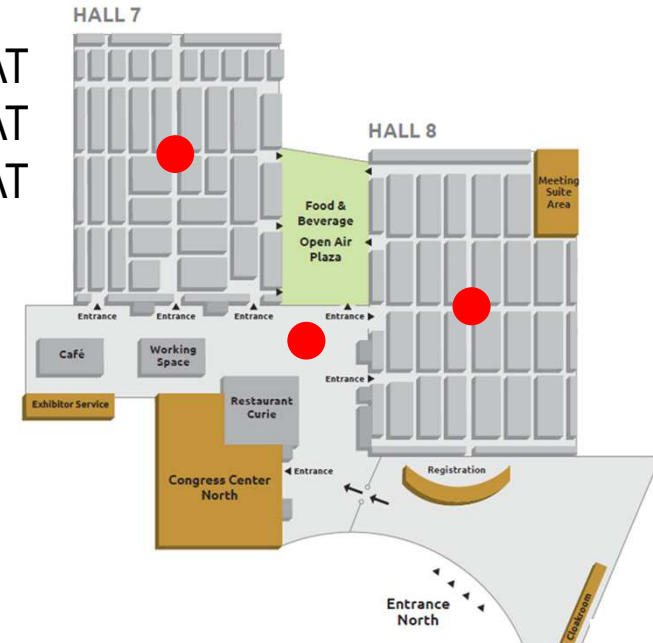 HALL 7
AT
AT
AT
HALL 8
Meeting
Suite
Area
Food &
Beverage
Open Air
Plaza
Entrance
Entrance
Entrance
Entrance
Café
Working
Space
Entrance
Exhibitor Service
Restaurant
Curie
Congress Center
North
Entrance
Registration
Entrance
North
Cloakroom